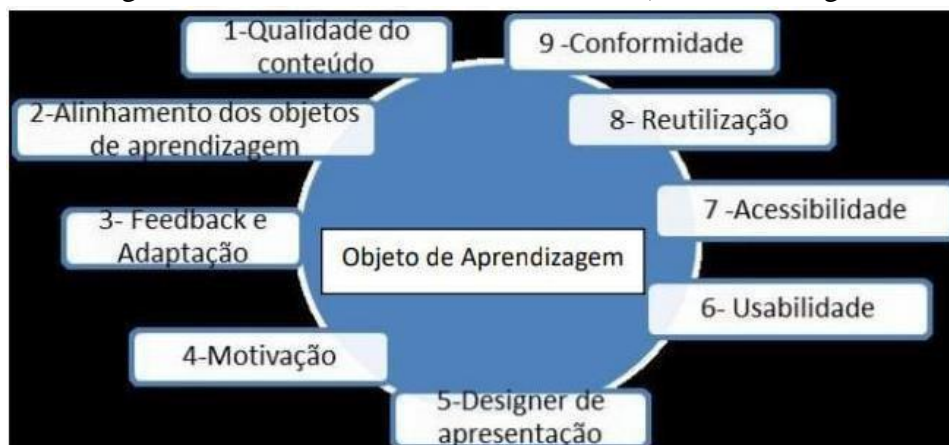 1-Qualidade do
conteúdo
2-Alinhamento dos objetos
de aprendizagem
3- Feedback e
Adaptação
4-Motivação
5-Designer de
apresentação
6- Usabilidade
7 -Acessibilidade
8- Reutilização
9 -Conformidade
Objeto de Aprendizagem